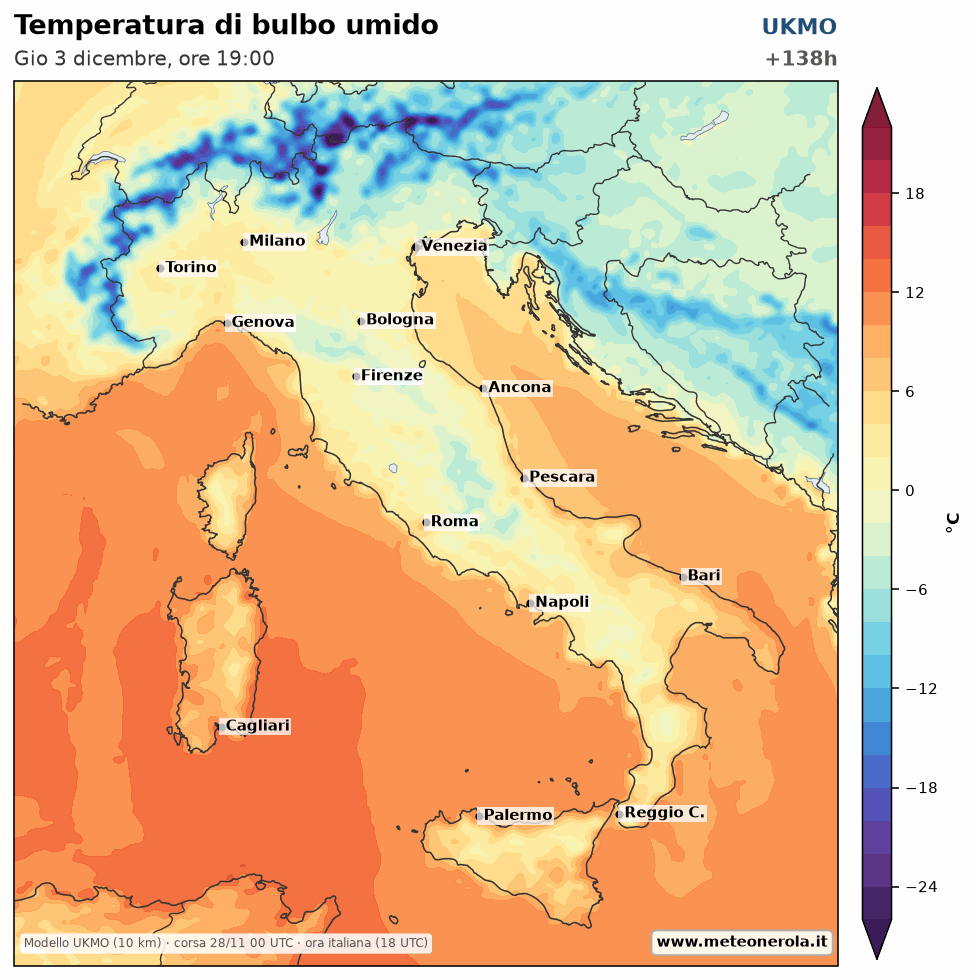 Temperatura di bulbo umido
UKMO
Gio 3 dicembre, ore 19:00
+138h
Milano
Venezia
Torino
Genova
Bologna
Firenze
Ancona
Pescara
Roma
Bari
Napoli
Cagliari
Palermo
Reggio C.
18
12
6
0
−6
−12
−18
−24
°C
Modello UKMO (10 km) · corsa 28/11 00 UTC · ora italiana (18 UTC)
www.meteonerola.it